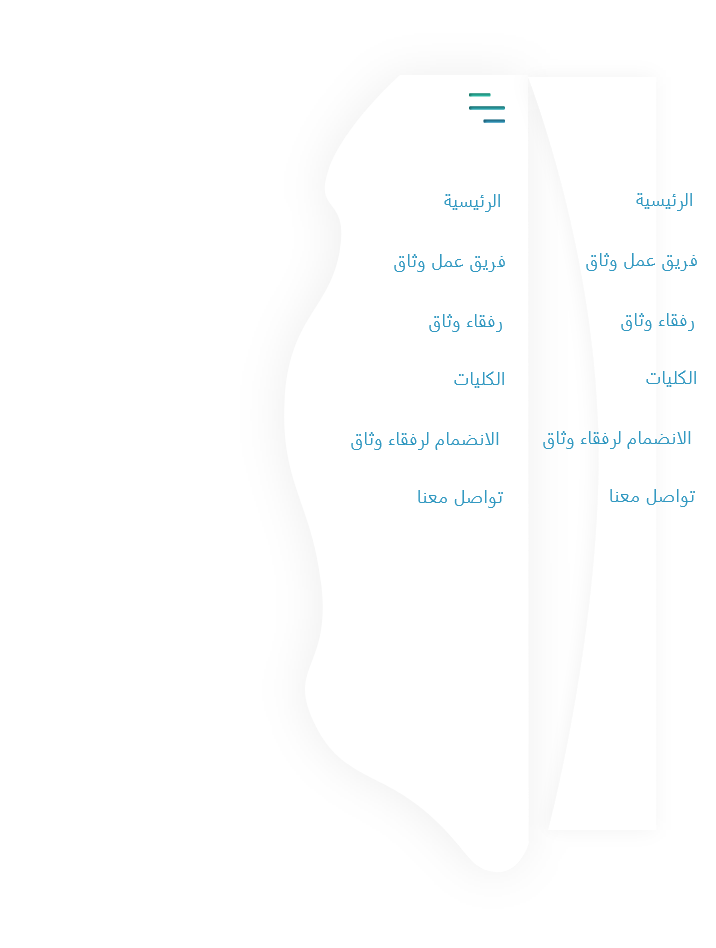 الرئيسية
فريق عمل وثاق
رفقاء وثاق
الكليات
الانضمام لرفقاء وثاق
تواصل معنا
الرئيسية
فريق عمل وثاق
رفقاء وثاق
الكليات
الانضمام لرفقاء وثاق
تواصل معنا